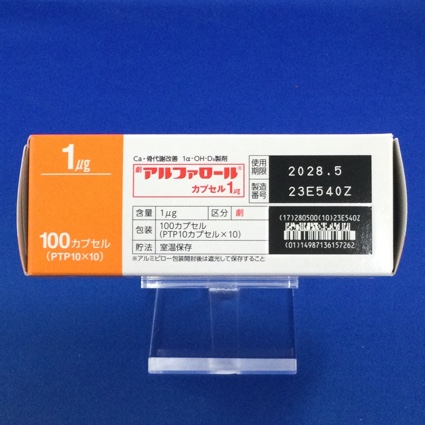 1μg
100カプセル
(PTP10×10)
Ca・骨代謝改善 1α-OH-D₃製剤
劇 アルファロール®
カプセル1μg
使用期限 2028.5
製造番号 23E540Z
含量 1μg 区分 劇
包装 100カプセル
(PTP10カプセル×10)
貯法 室温保存
※アルミピロー包装開封後は遮光して保存すること
(17)280500(10)23E540Z
(01)14987136157262